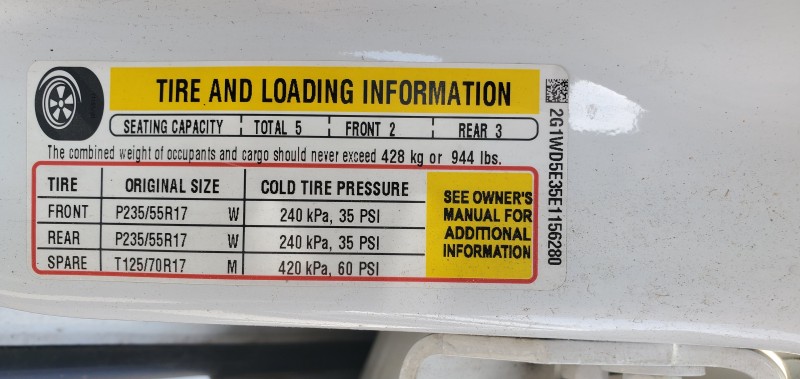 TIRE AND LOADING INFORMATION
SEATING CAPACITY TOTAL 5 FRONT 2 REAR 3
The combined weight of occupants and cargo should never exceed 428 kg or 944 lbs.
TIRE ORIGINAL SIZE COLD TIRE PRESSURE
FRONT P235/55R17 W 240 kPa, 35 PSI
REAR P235/55R17 W 240 kPa, 35 PSI
SPARE T125/70R17 M 420 kPa, 60 PSI
SEE OWNER'S
MANUAL FOR
ADDITIONAL
INFORMATION
2G1WD5E35E1156280